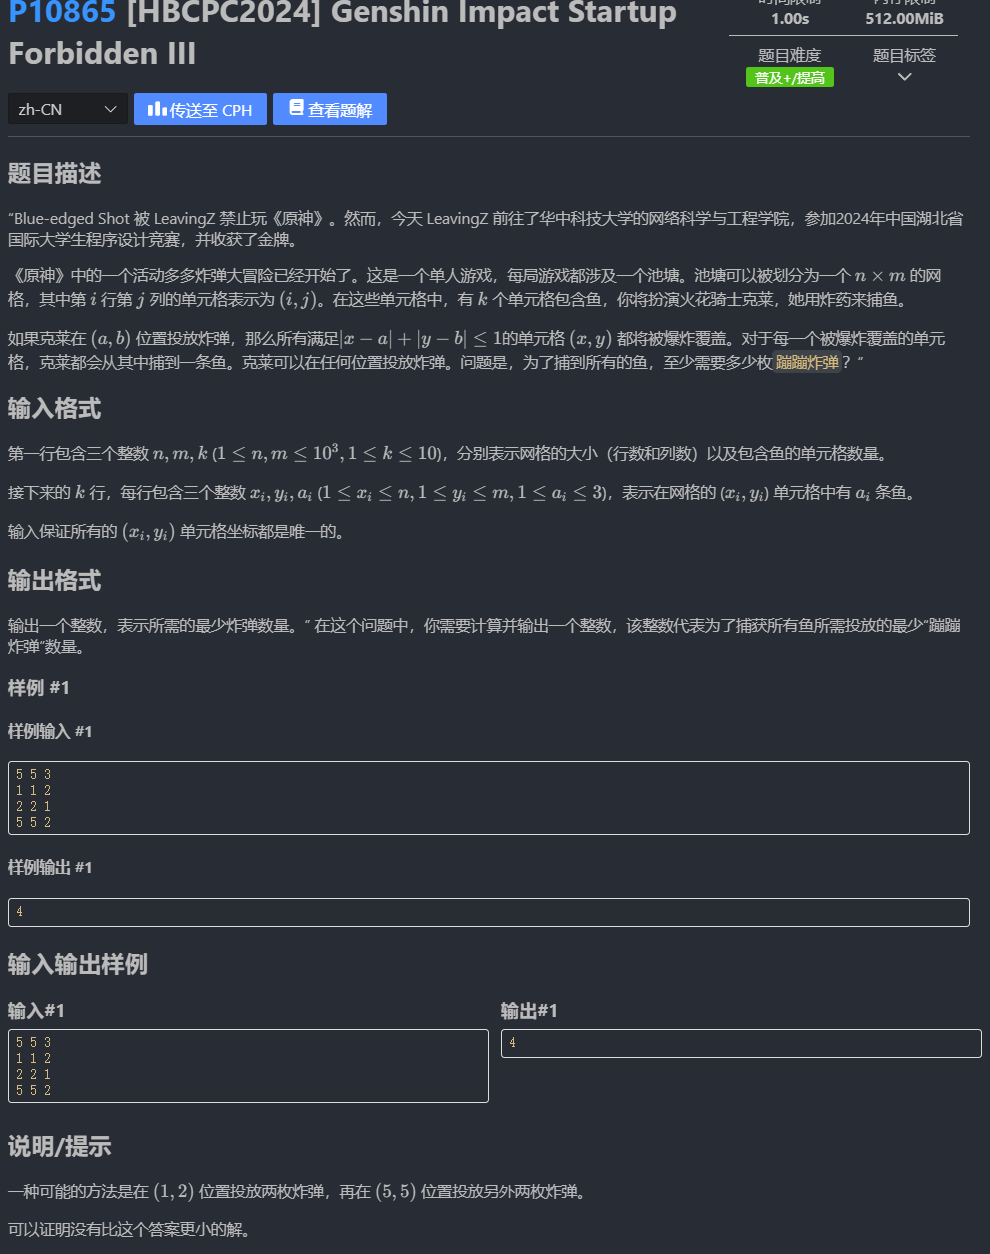 P10865 [HBCPC2024] Genshin Impact Startup
Forbidden III
时间限制
1.00s
内存限制
512.00MiB
题目难度
普及+/提高
题目标签
zh-CN
传送至 CPH
查看题解
题目描述
“Blue-edged Shot 被 LeavingZ 禁止玩《原神》。然而，今天 LeavingZ 前往了华中科技大学的网络科学与工程学院，参加2024年中国湖北省
国际大学生程序设计竞赛，并收获了金牌。
《原神》中的一个活动多多炸弹大冒险已经开始了。这是一个单人游戏，每局游戏都涉及一个池塘。池塘可以被划分为一个 n × m 的网
格，其中第 i 行第 j 列的单元格表示为 (i, j)。在这些单元格中，有 k 个单元格包含鱼，你将扮演火花骑士克莱，她用炸药来捕鱼。
如果克莱在 (a, b) 位置投放炸弹，那么所有满足|x − a| + |y − b| ≤ 1的单元格 (x, y) 都将被爆炸覆盖。对于每一个被爆炸覆盖的单元
格，克莱都会从其中捕到一条鱼。克莱可以在任何位置投放炸弹。问题是，为了捕到所有的鱼，至少需要多少枚 蹦蹦炸弹 ？“
输入格式
第一行包含三个整数 n, m, k (1 ≤ n, m ≤ 10³, 1 ≤ k ≤ 10)，分别表示网格的大小（行数和列数）以及包含鱼的单元格数量。
接下来的 k 行，每行包含三个整数 xᵢ, yᵢ, aᵢ (1 ≤ xᵢ ≤ n, 1 ≤ yᵢ ≤ m, 1 ≤ aᵢ ≤ 3)，表示在网格的 (xᵢ, yᵢ) 单元格中有 aᵢ 条鱼。
输入保证所有的 (xᵢ, yᵢ) 单元格坐标都是唯一的。
输出格式
输出一个整数，表示所需的最少炸弹数量。“ 在这个问题中，你需要计算并输出一个整数，该整数代表为了捕获所有鱼所需投放的最少”蹦蹦
炸弹“数量。
样例 #1
样例输入 #1
5 5 3
1 1 2
2 2 1
5 5 2
样例输出 #1
4
输入输出样例
输入#1
5 5 3
1 1 2
2 2 1
5 5 2
输出#1
4
说明/提示
一种可能的方法是在 (1, 2) 位置投放两枚炸弹，再在 (5, 5) 位置投放另外两枚炸弹。
可以证明没有比这个答案更小的解。